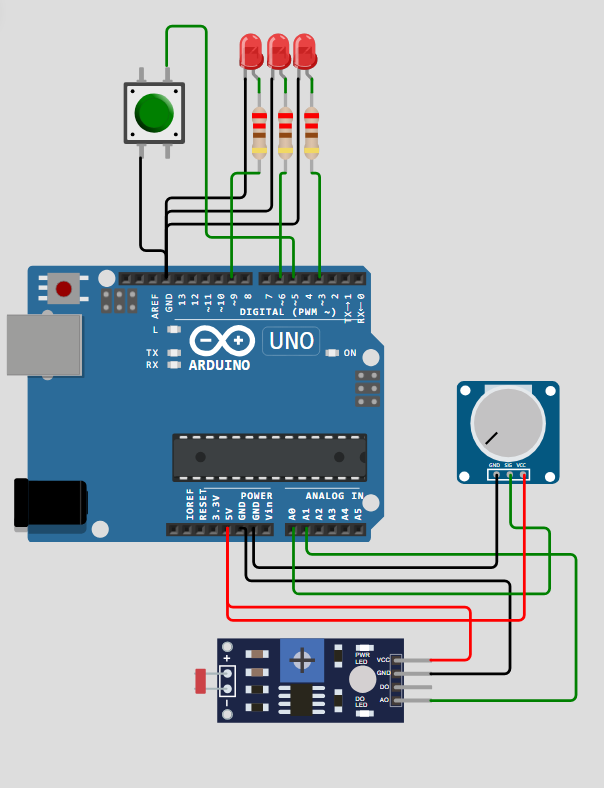 AREF
GND
13
12
~11
~10
~9
8
7
~6
~5
4
~3
2
TX→1
RX←0
DIGITAL (PWM ~)
L
TX
RX
UNO
ON
ARDUINO
GND SIG VCC
IOREF
RESET
3.3V
5V
GND
GND
Vin
POWER
ANALOG IN
A0
A1
A2
A3
A4
A5
+
−
PWR
LED
DO
LED
VCC
GND
DO
AO